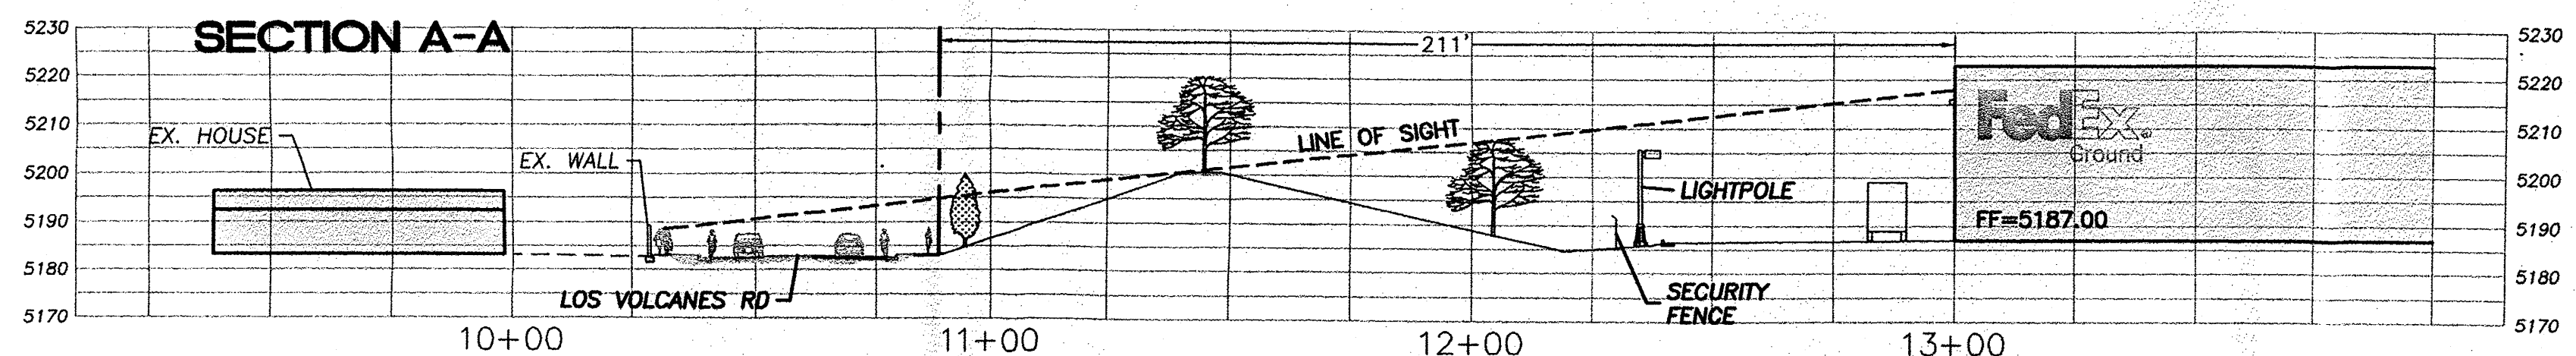 SECTION A-A
5230
5220
5210
5200
5190
5180
5170
EX. HOUSE
EX. WALL
LOS VOLCANES RD
211'
LINE OF SIGHT
LIGHTPOLE
SECURITY
FENCE
FedEx®
Ground
FF=5187.00
5230
5220
5210
5200
5190
5180
5170
10+00
11+00
12+00
13+00